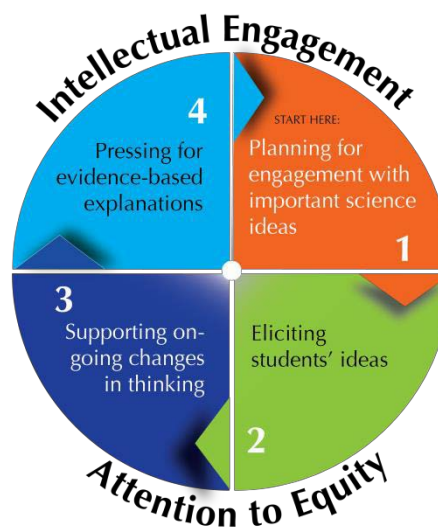 Intellectual Engagement
START HERE:
Planning for
engagement with
important science
ideas
1
Eliciting
students’ ideas
2
3
Supporting on-
going changes
in thinking
4
Pressing for
evidence-based
explanations
Attention to Equity